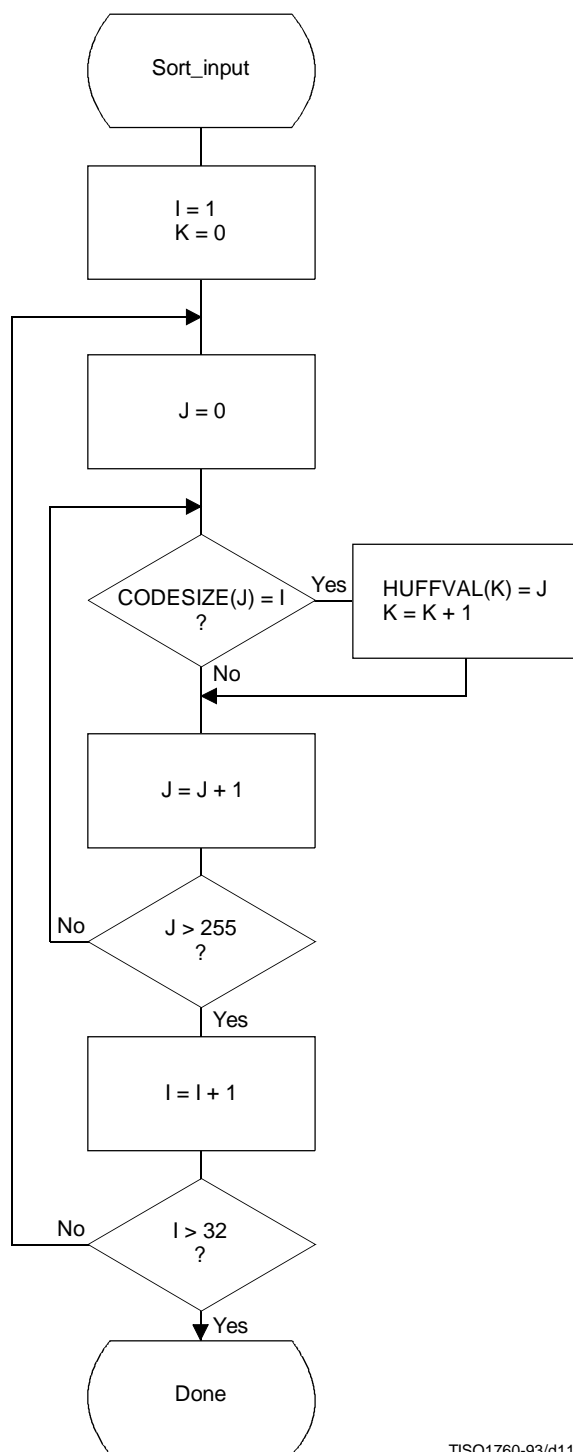 Sort_input
I = 1
K = 0
J = 0
CODESIZE(J) = I
?
Yes
HUFFVAL(K) = J
K = K + 1
No
J = J + 1
No
J > 255
?
Yes
I = I + 1
No
I > 32
?
Yes
Done
TISO1760-93/d11